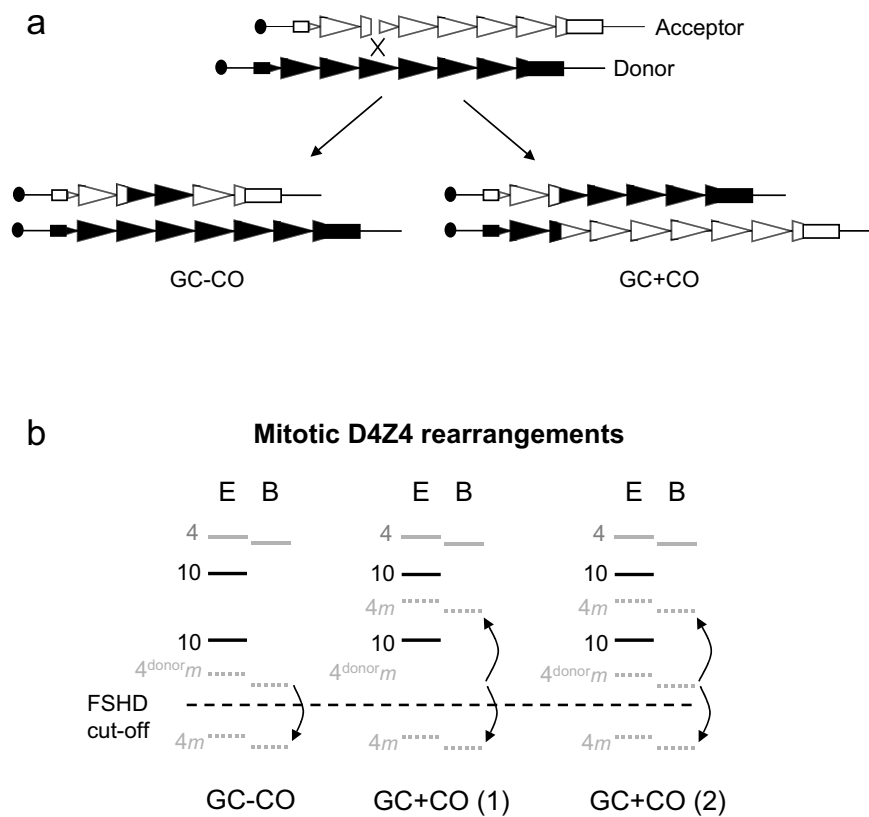 a
Acceptor
Donor
GC-CO
GC+CO
b
Mitotic D4Z4 rearrangements
E B E B E B
4 4 4
10 10 10
4m 4m
10 10 10
4donorm 4donorm 4donorm
FSHD
cut-off
4m 4m 4m
GC-CO GC+CO (1) GC+CO (2)